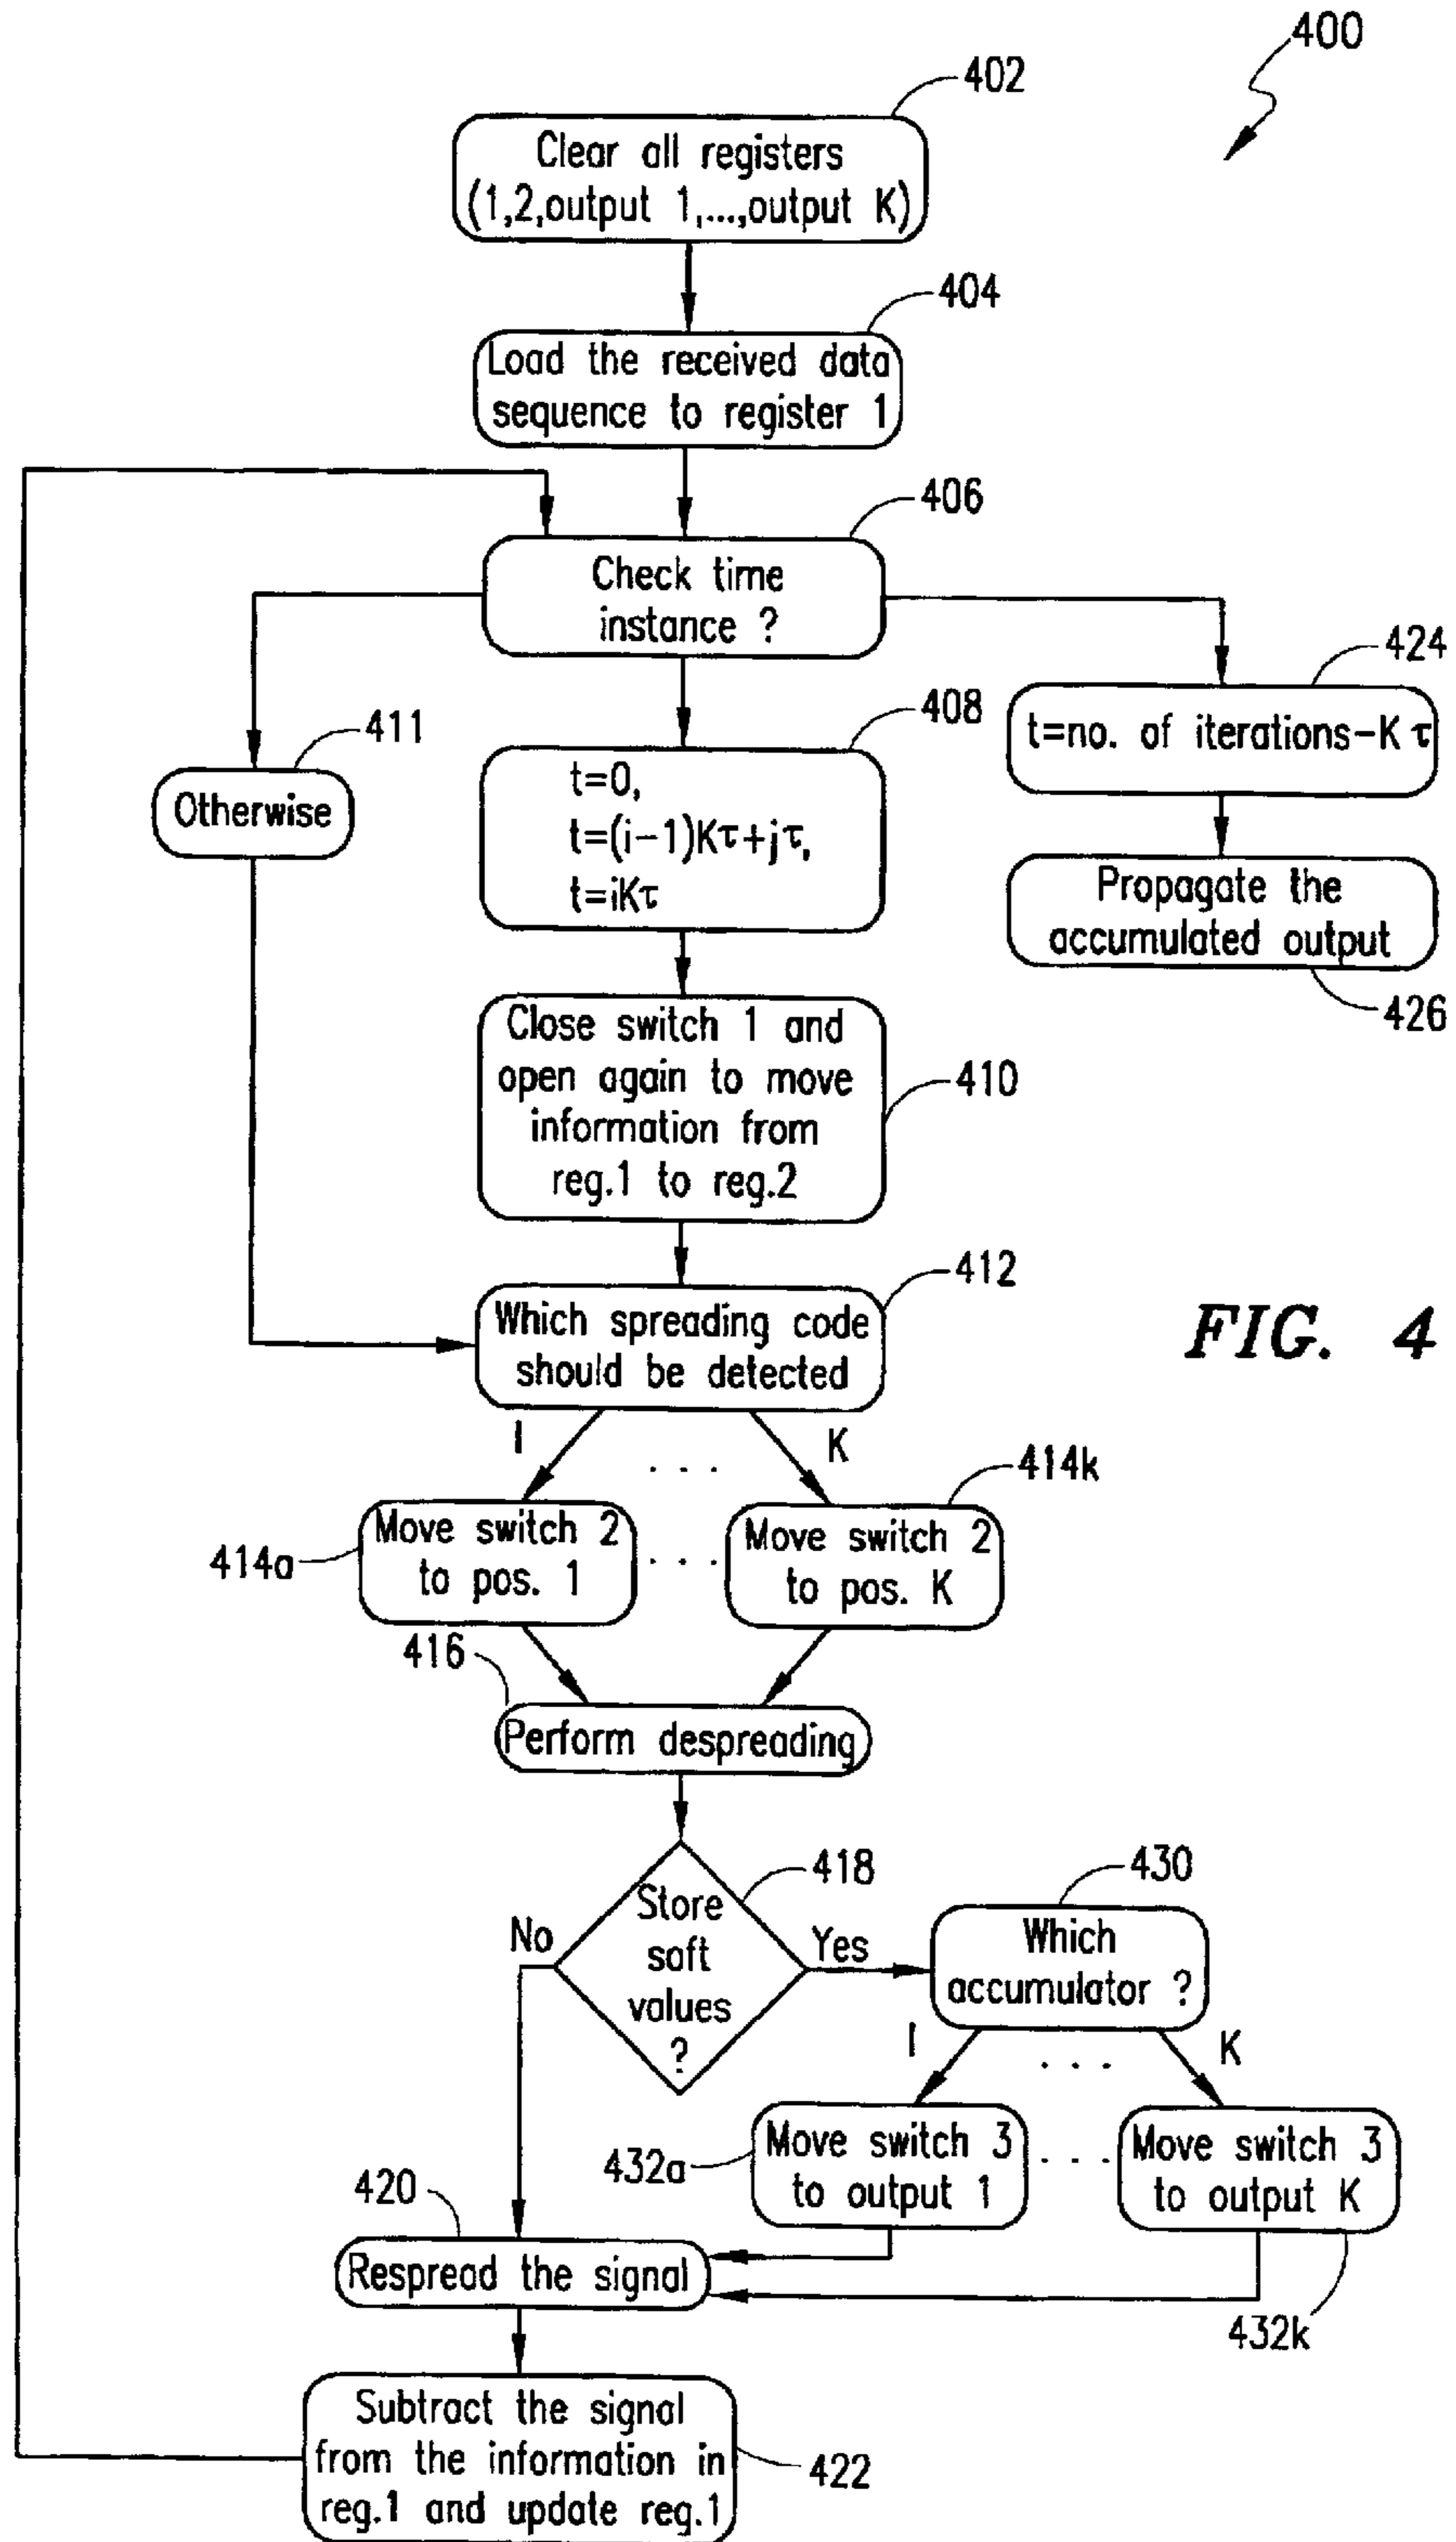 400
402
Clear all registers
(1,2,output 1,...,output K)
404
Load the received data
sequence to register 1
406
Check time
instance ?
424
t=no. of iterations-K τ
408
t=0,
t=(i-1)Kτ+jτ,
t=iKτ
411
Otherwise
Propagate the
accumulated output
426
Close switch 1 and
open again to move
information from
reg.1 to reg.2
410
412
Which spreading code
should be detected
FIG. 4
1
. . .
K
414k
414a
Move switch 2
to pos. 1
. . .
Move switch 2
to pos. K
416
Perform despreading
418
Store
soft
values
?
No
Yes
430
Which
accumulator ?
1
. . .
K
432a
Move switch 3
to output 1
. . .
Move switch 3
to output K
432k
420
Respread the signal
Subtract the signal
from the information in
reg.1 and update reg.1
422